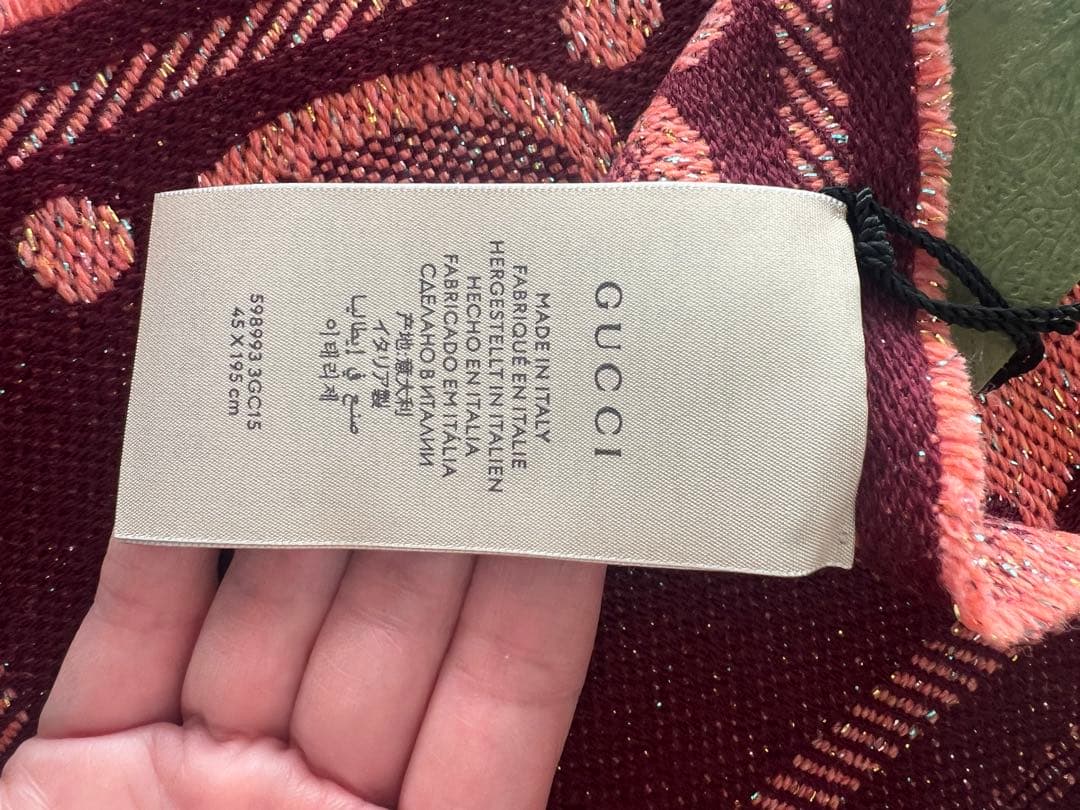 GUCCI
MADE IN ITALY
FABRIQUÉ EN ITALIE
HERGESTELLT IN ITALIEN
HECHO EN ITALIA
FABRICADO EM ITÁLIA
СДЕЛАНО В ИТАЛИИ
产地:意大利
イタリア製
صنع في إيطاليا
이태리제
598993 3GC15
45 X 195 cm